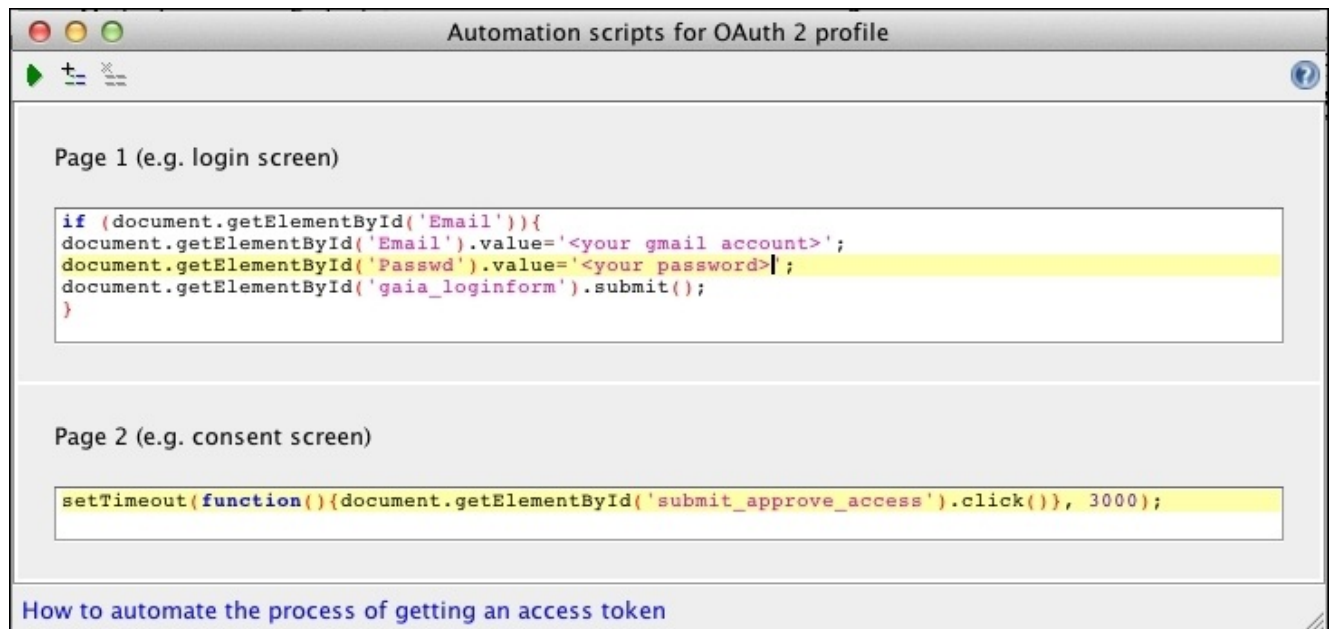 Automation scripts for OAuth 2 profile
Page 1 (e.g. login screen)
if (document.getElementById('Email')){
document.getElementById('Email').value='<your gmail account>';
document.getElementById('Passwd').value='<your password>';
document.getElementById('gaia_loginform').submit();
}
Page 2 (e.g. consent screen)
setTimeout(function(){document.getElementById('submit_approve_access').click()}, 3000);
How to automate the process of getting an access token